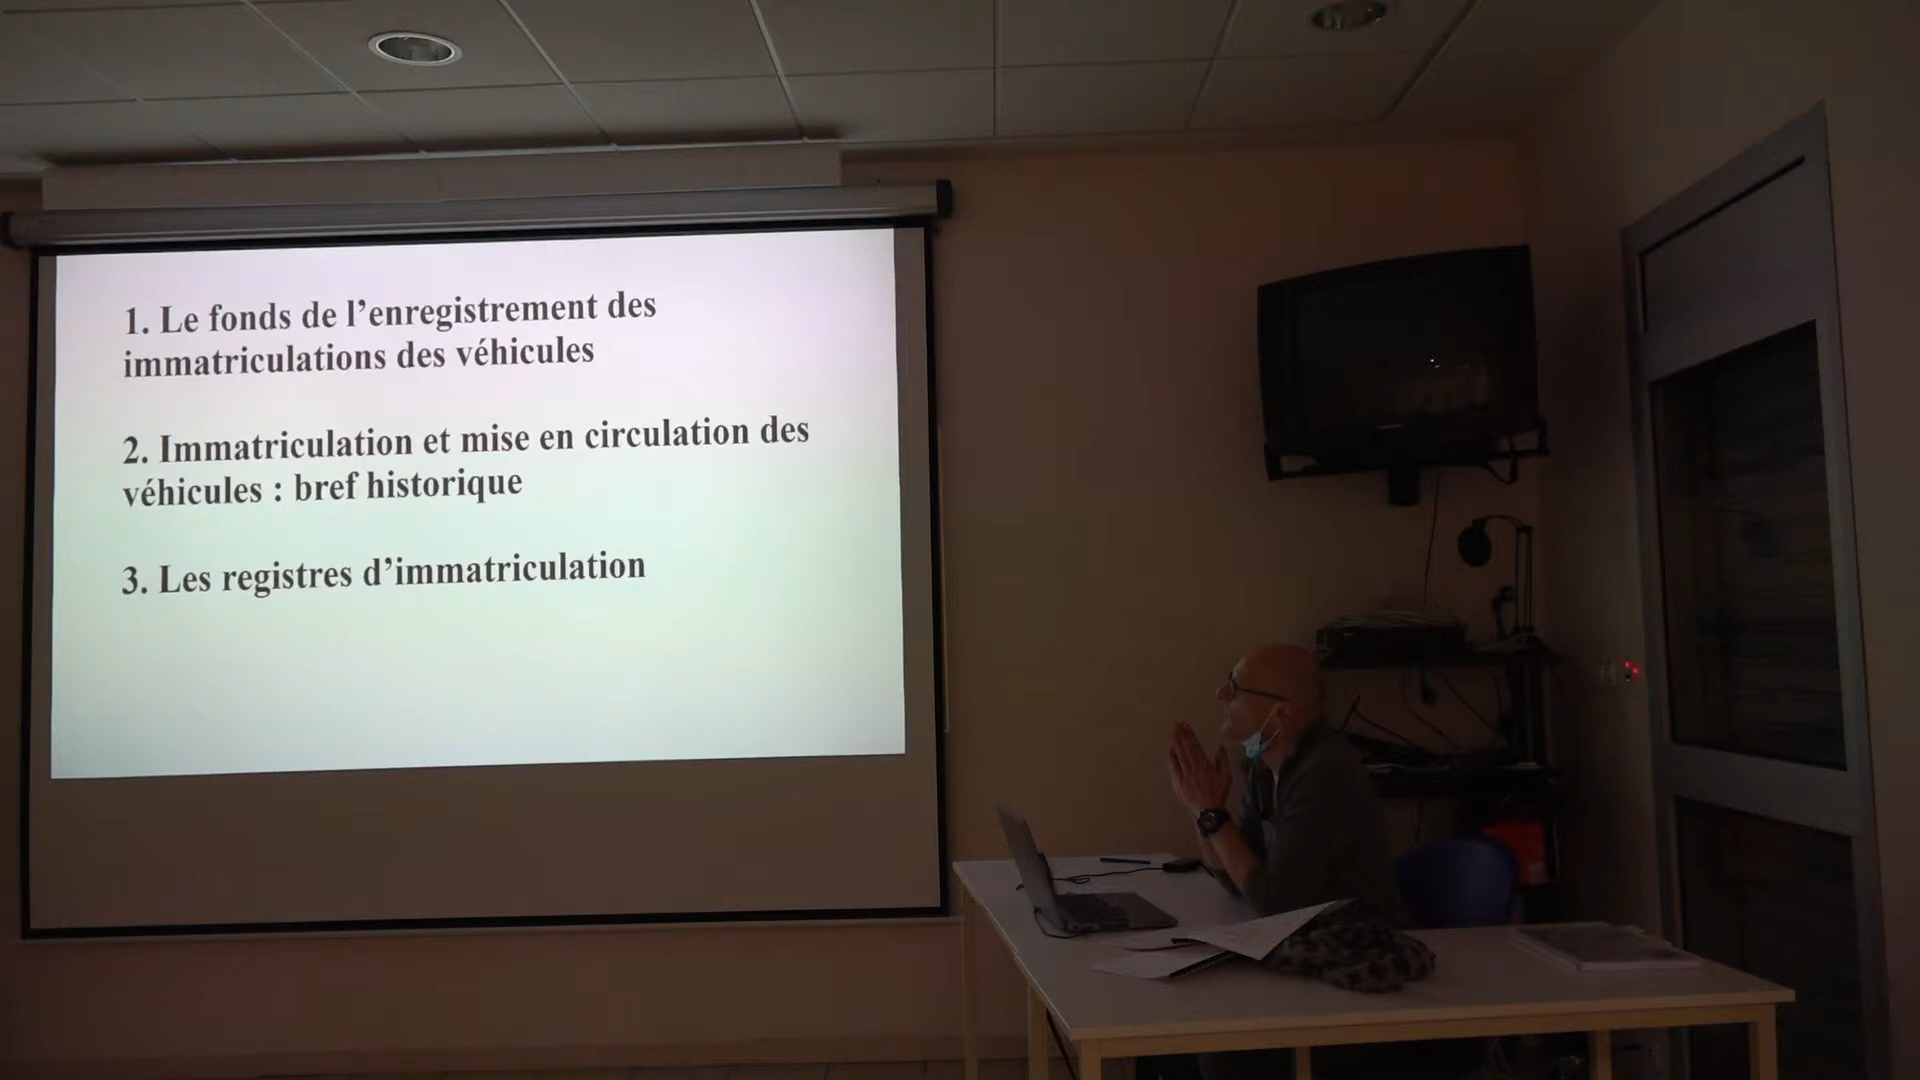 1. Le fonds de l’enregistrement des
immatriculations des véhicules
2. Immatriculation et mise en circulation des
véhicules : bref historique
3. Les registres d’immatriculation